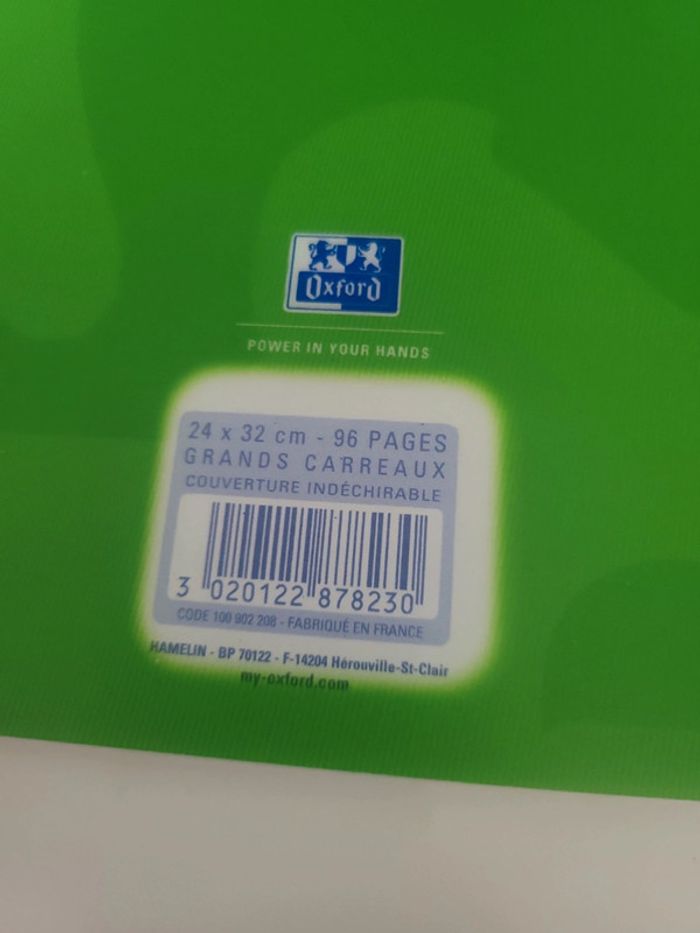 Oxford
POWER IN YOUR HANDS
24 x 32 cm - 96 PAGES
GRANDS CARREAUX
COUVERTURE INDÉCHIRABLE
3 020122 878230
CODE 100 902 208 - FABRIQUÉ EN FRANCE
HAMELIN - BP 70122 - F-14204 Hérouville-St-Clair
my-oxford.com